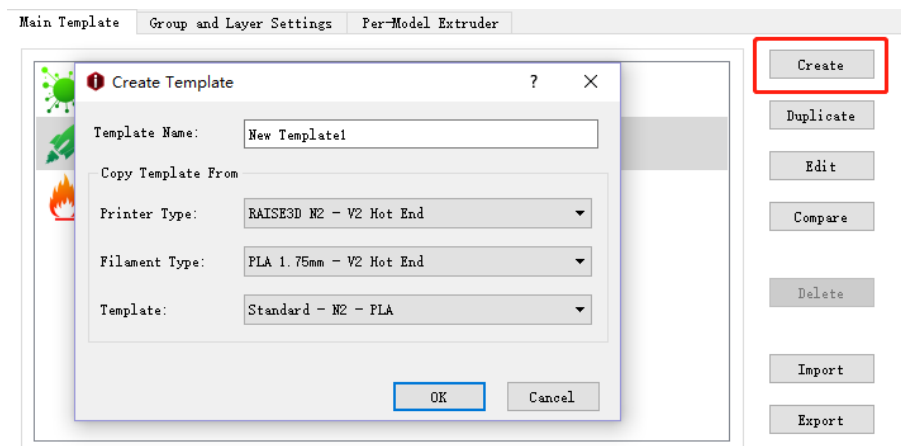 Main Template Group and Layer Settings Per-Model Extruder
Create Template ? 
Template Name: New Template1
Copy Template From
Printer Type: RAISE3D N2 - V2 Hot End
Filament Type: PLA 1.75mm - V2 Hot End
Template: Standard - N2 - PLA
OK Cancel
Create
Duplicate
Edit
Compare
Delete
Import
Export